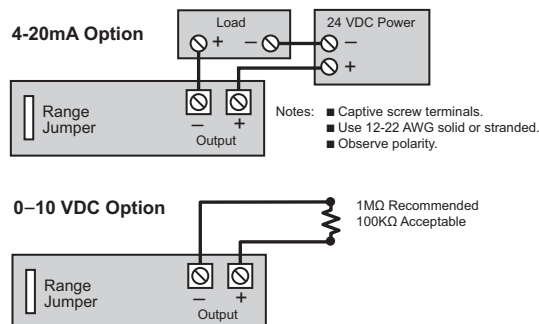 4-20mA Option
Load
+ −
24 VDC Power
−
+
Range
Jumper
− +
Output
Notes: ■ Captive screw terminals.
■ Use 12-22 AWG solid or stranded.
■ Observe polarity.
0−10 VDC Option
1MΩ Recommended
100KΩ Acceptable
Range
Jumper
− +
Output